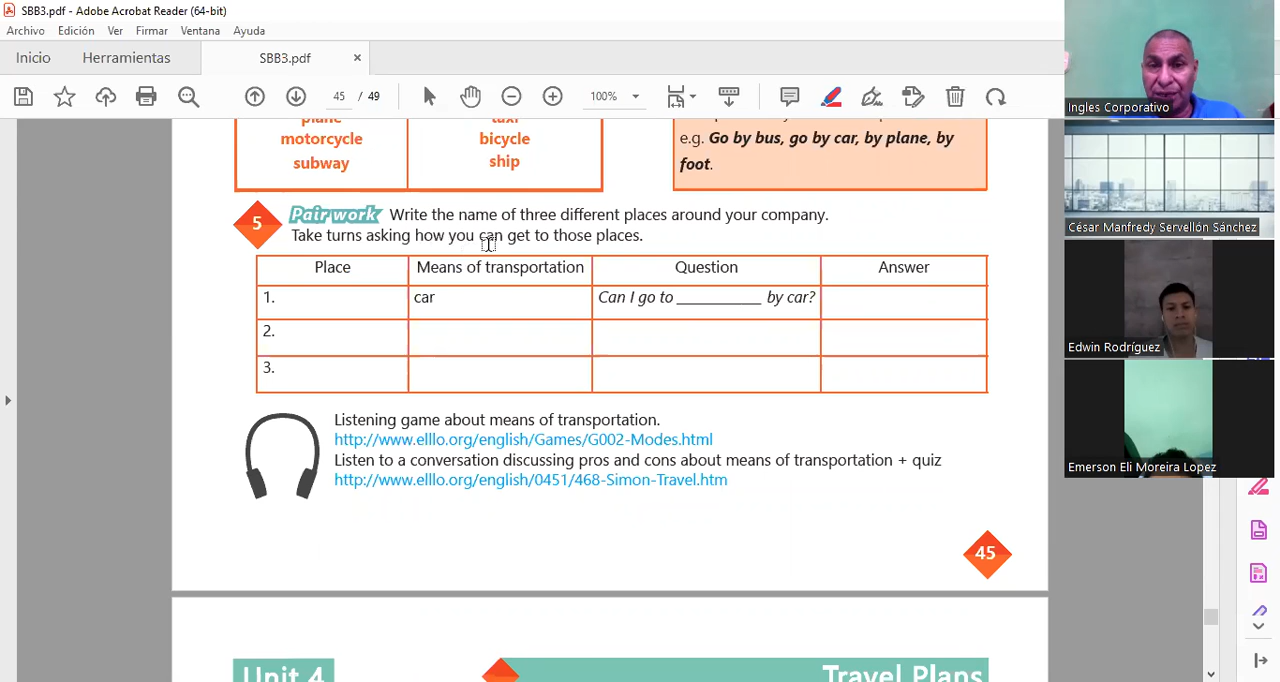 SBB3.pdf - Adobe Acrobat Reader (64-bit)
Archivo Edición Ver Firmar Ventana Ayuda
Inicio Herramientas SBB3.pdf ×
45 / 49 100%
plane taxi
motorcycle bicycle
subway ship
e.g. Go by bus, go by car, by plane, by
foot.
5 Pair work Write the name of three different places around your company.
Take turns asking how you can get to those places.
Place Means of transportation Question Answer
1. car Can I go to __________ by car?
2.
3.
Listening game about means of transportation.
http://www.elllo.org/english/Games/G002-Modes.html
Listen to a conversation discussing pros and cons about means of transportation + quiz
http://www.elllo.org/english/0451/468-Simon-Travel.htm
45
Unit 4 Travel Plans
Ingles Corporativo
César Manfredy Servellón Sánchez
Edwin Rodríguez
Emerson Eli Moreira Lopez